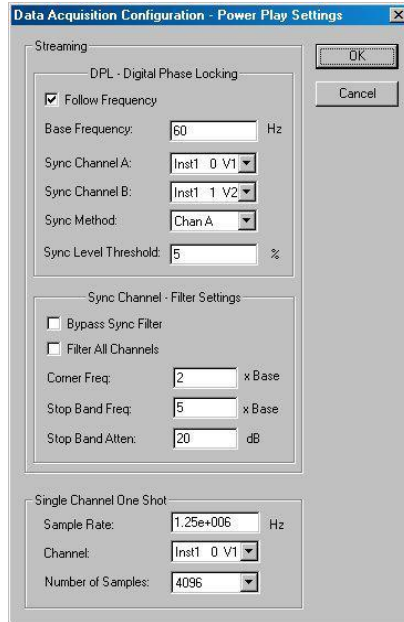 Data Acquisition Configuration - Power Play Settings
Streaming
OK
DPL - Digital Phase Locking
Cancel
Follow Frequency
Base Frequency: 60 Hz
Sync Channel A: Inst1 0 V1
Sync Channel B: Inst1 1 V2
Sync Method: Chan A
Sync Level Threshold: 5 %
Sync Channel - Filter Settings
Bypass Sync Filter
Filter All Channels
Corner Freq: 2 x Base
Stop Band Freq: 5 x Base
Stop Band Atten: 20 dB
Single Channel One Shot
Sample Rate: 1.25e+006 Hz
Channel: Inst1 0 V1
Number of Samples: 4096